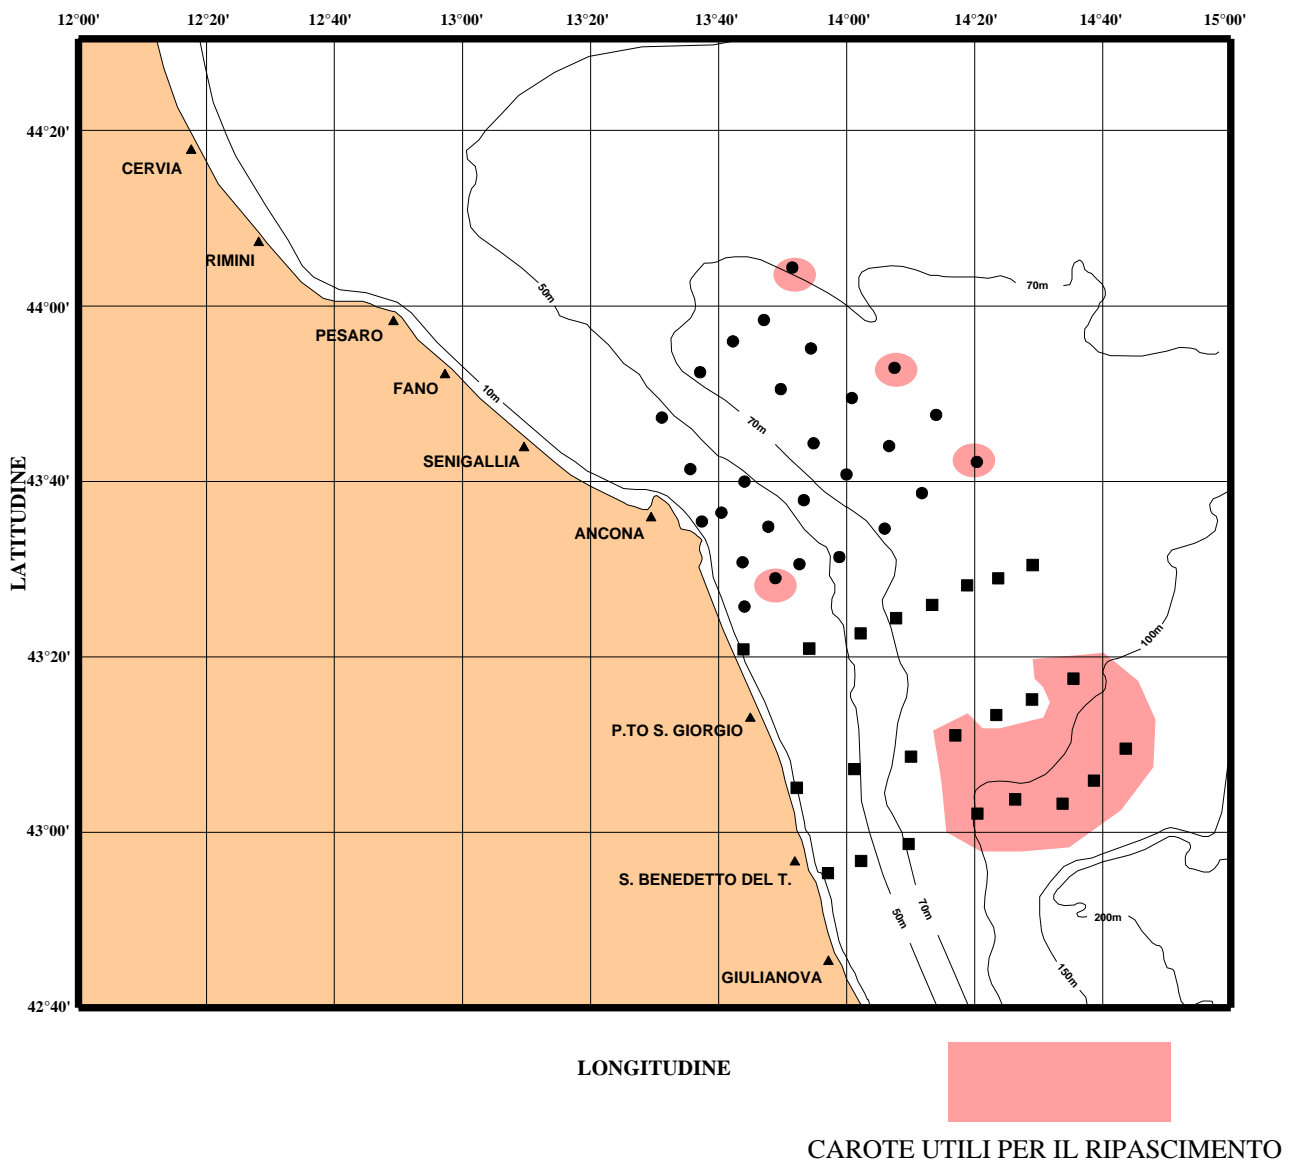 12°00' 12°20' 12°40' 13°00' 13°20' 13°40' 14°00' 14°20' 14°40' 15°00'
44°20'
CERVIA
RIMINI
70m
50m
44°00'
PESARO
FANO
10m
70m
SENIGALLIA
43°40'
LATITUDINE
ANCONA
100m
43°20'
P.TO S. GIORGIO
43°00'
S. BENEDETTO DEL T.
50m
70m
200m
150m
GIULIANOVA
42°40'
LONGITUDINE
CAROTE UTILI PER IL RIPASCIMENTO